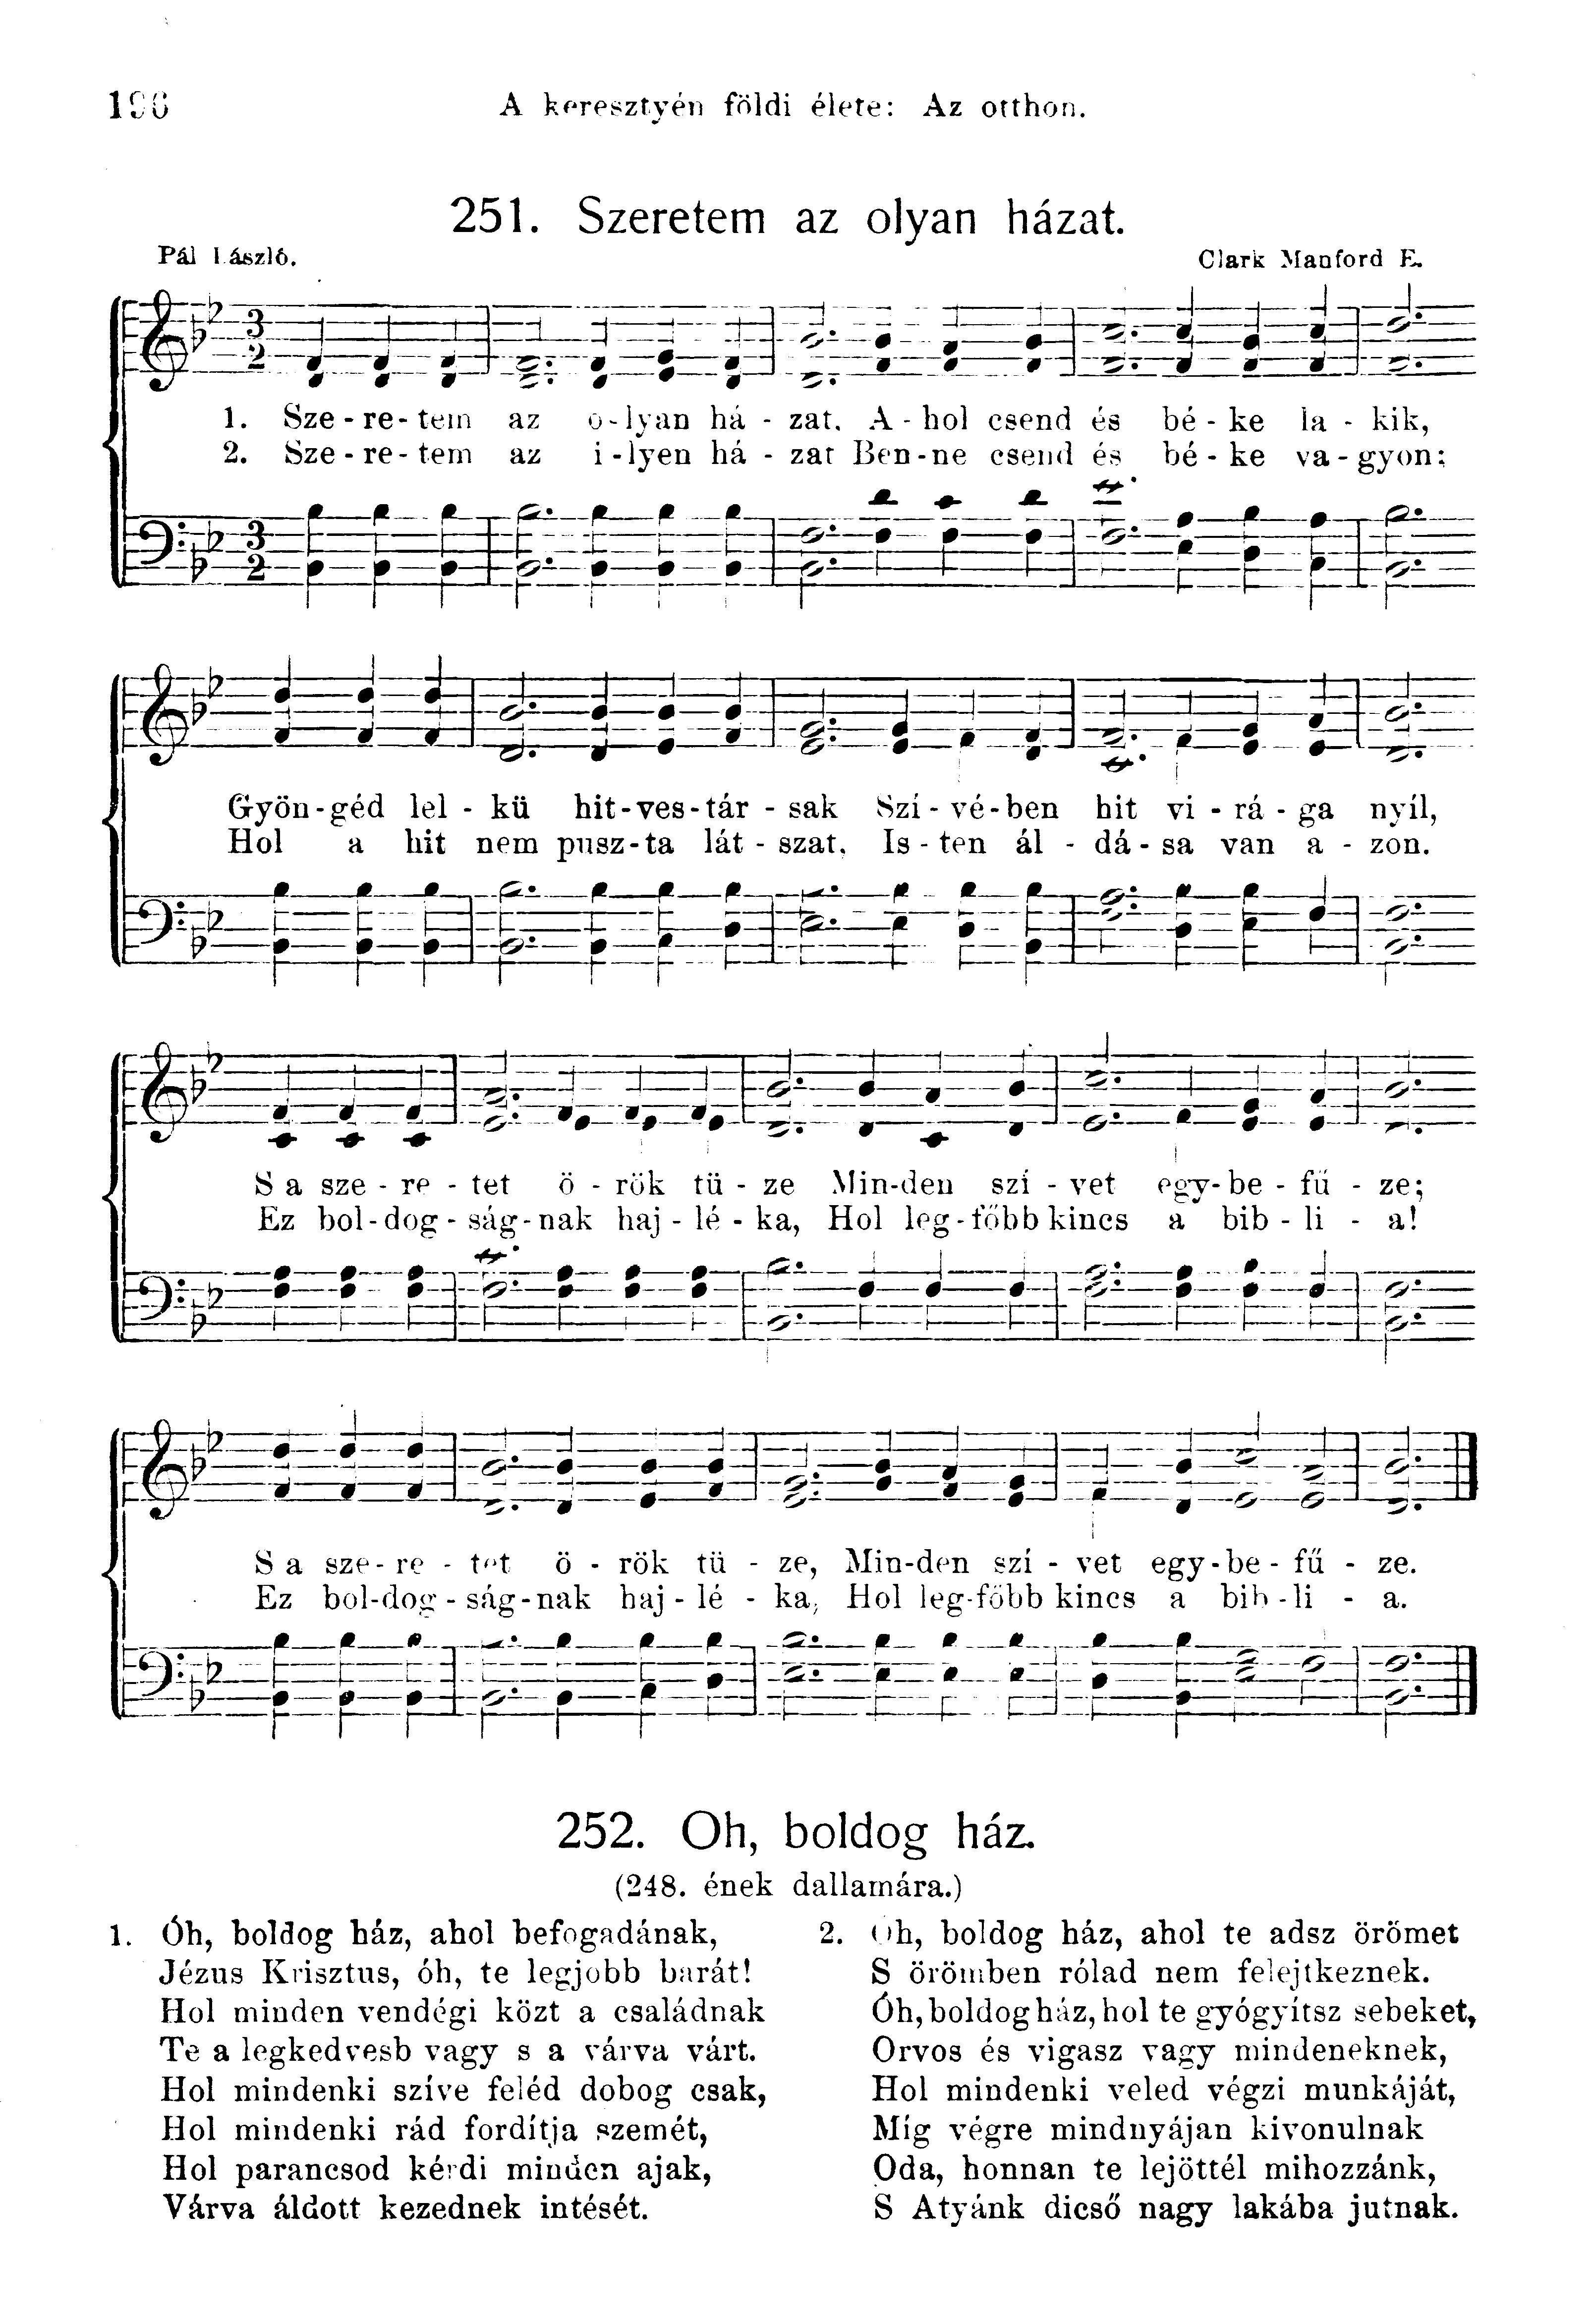 196 A keresztyén földi élete: Az otthon.
251. Szeretem az olyan házat.
Pál László. Clark Manford E.
1. Sze-re-tem az o-lyan há-zat, A-hol csend és bé-ke la-kik,
2. Sze-re-tem az i-lyen há-zat Ben-ne csend és bé-ke va-gyon;
Gyön-géd lel-kü hit-ves-tár-sak Szí-vé-ben hit vi-rá-ga nyíl,
Hol a hit nem pusz-ta lát-szat, Is-ten ál-dá-sa van a-zon.
S a sze-re-tet ö-rök tü-ze Min-den szí-vet egy-be-fű-ze;
Ez bol-dog-ság-nak haj-lé-ka, Hol leg-főbb kincs a bib-li-a!
S a sze-re-tet ö-rök tü-ze, Min-den szí-vet egy-be-fű-ze.
Ez bol-dog-ság-nak haj-lé-ka, Hol leg-főbb kincs a bib-li-a.
252. Oh, boldog ház.
(248. ének dallamára.)
1. Óh, boldog ház, ahol befogadának,
Jézus Krisztus, óh, te legjobb barát!
Hol minden vendégi közt a családnak
Te a legkedvesb vagy s a várva várt.
Hol mindenki szíve feléd dobog csak,
Hol mindenki rád fordítja szemét,
Hol parancsod kérdi minden ajak,
Várva áldott kezednek intését.
2. Oh, boldog ház, ahol te adsz örömet
S örömben rólad nem felejtkeznek.
Óh, boldog ház, hol te gyógyítsz sebeket,
Orvos és vigasz vagy mindeneknek,
Hol mindenki veled végzi munkáját,
Míg végre mindnyájan kivonulnak
Oda, honnan te lejöttél mihozzánk,
S Atyánk dicső nagy lakába jutnak.